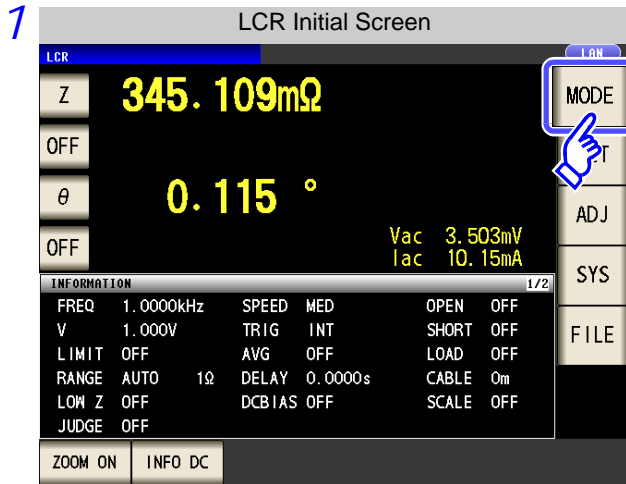 1
LCR Initial Screen
LCR
LAN
Z 345.109mΩ
MODE
OFF
θ 0.115 °
ADJ
OFF
Vac 3.503mV
Iac 10.15mA
SYS
INFORMATION 1/2
FREQ 1.0000kHz SPEED MED OPEN OFF
V 1.000V TRIG INT SHORT OFF
FILE
LIMIT OFF AVG OFF LOAD OFF
RANGE AUTO 1Ω DELAY 0.0000s CABLE 0m
LOW Z OFF DCBIAS OFF SCALE OFF
JUDGE OFF
ZOOM ON INFO DC